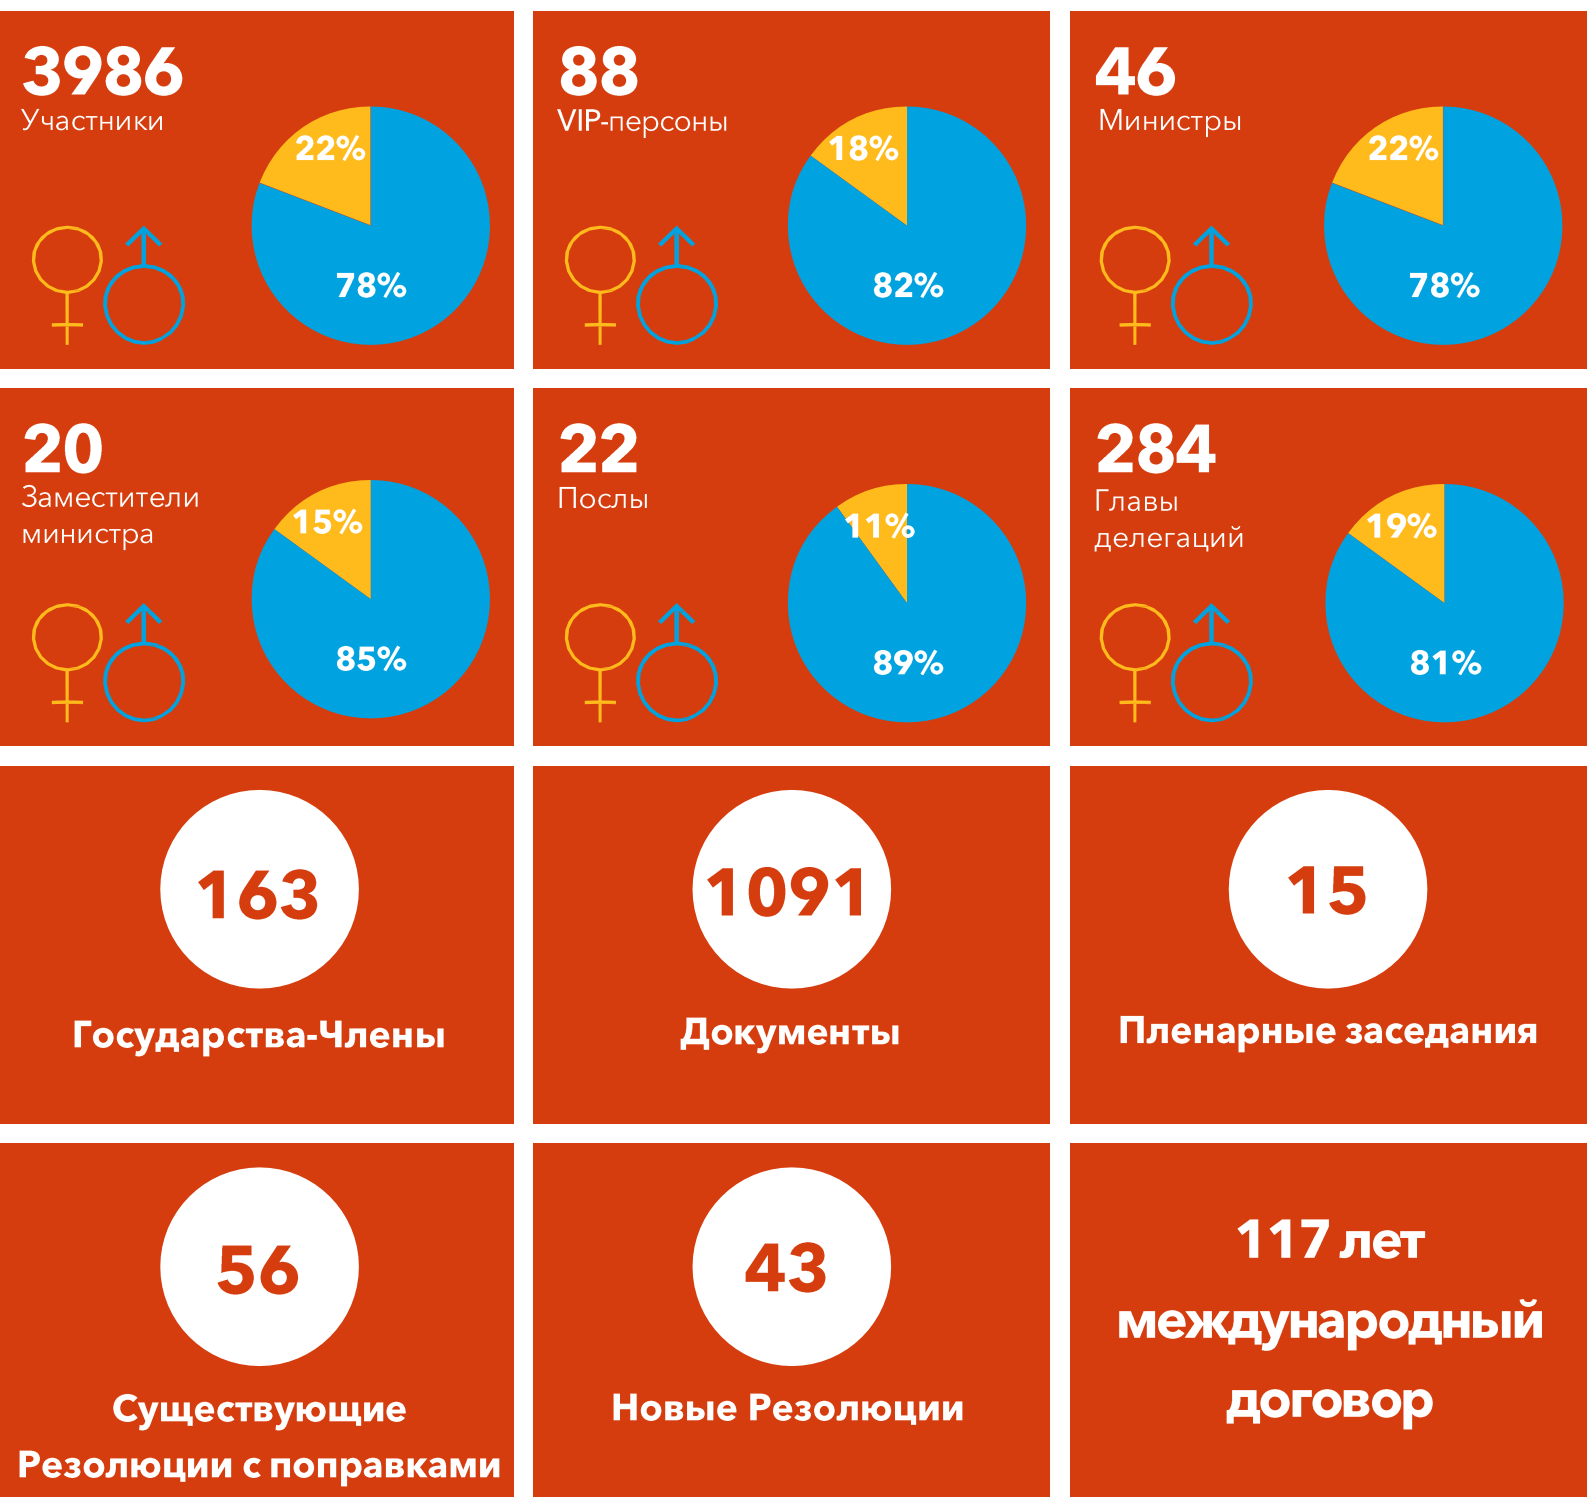 3986
Участники
22%
78%
88
VIP-персоны
18%
82%
46
Министры
22%
78%
20
Заместители
министра
15%
85%
22
Послы
11%
89%
284
Главы
делегаций
19%
81%
163
Государства-Члены
1091
Документы
15
Пленарные заседания
56
Существующие
Резолюции с поправками
43
Новые Резолюции
117 лет
международный
договор